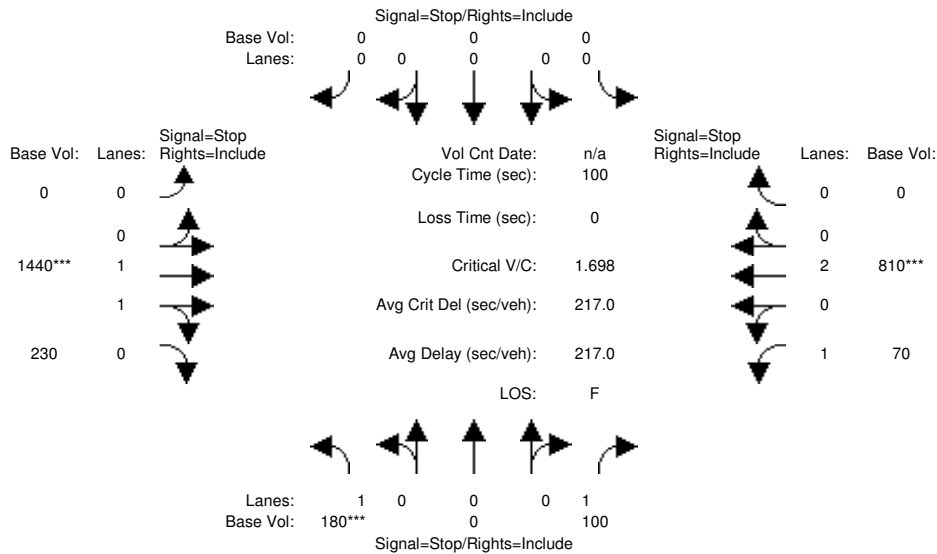 Signal=Stop/Rights=Include
Base Vol: 0 0 0
Lanes: 0 0 0 0 0
Signal=Stop Signal=Stop
Base Vol: Lanes: Rights=Include Vol Cnt Date: n/a Rights=Include Lanes: Base Vol:
Cycle Time (sec): 100
0 0 0 0
Loss Time (sec): 0
0 0
1440*** 1 Critical V/C: 1.698 2 810***
1 Avg Crit Del (sec/veh): 217.0 0
230 0 Avg Delay (sec/veh): 217.0 1 70
LOS: F
Lanes: 1 0 0 0 1
Base Vol: 180*** 0 100
Signal=Stop/Rights=Include